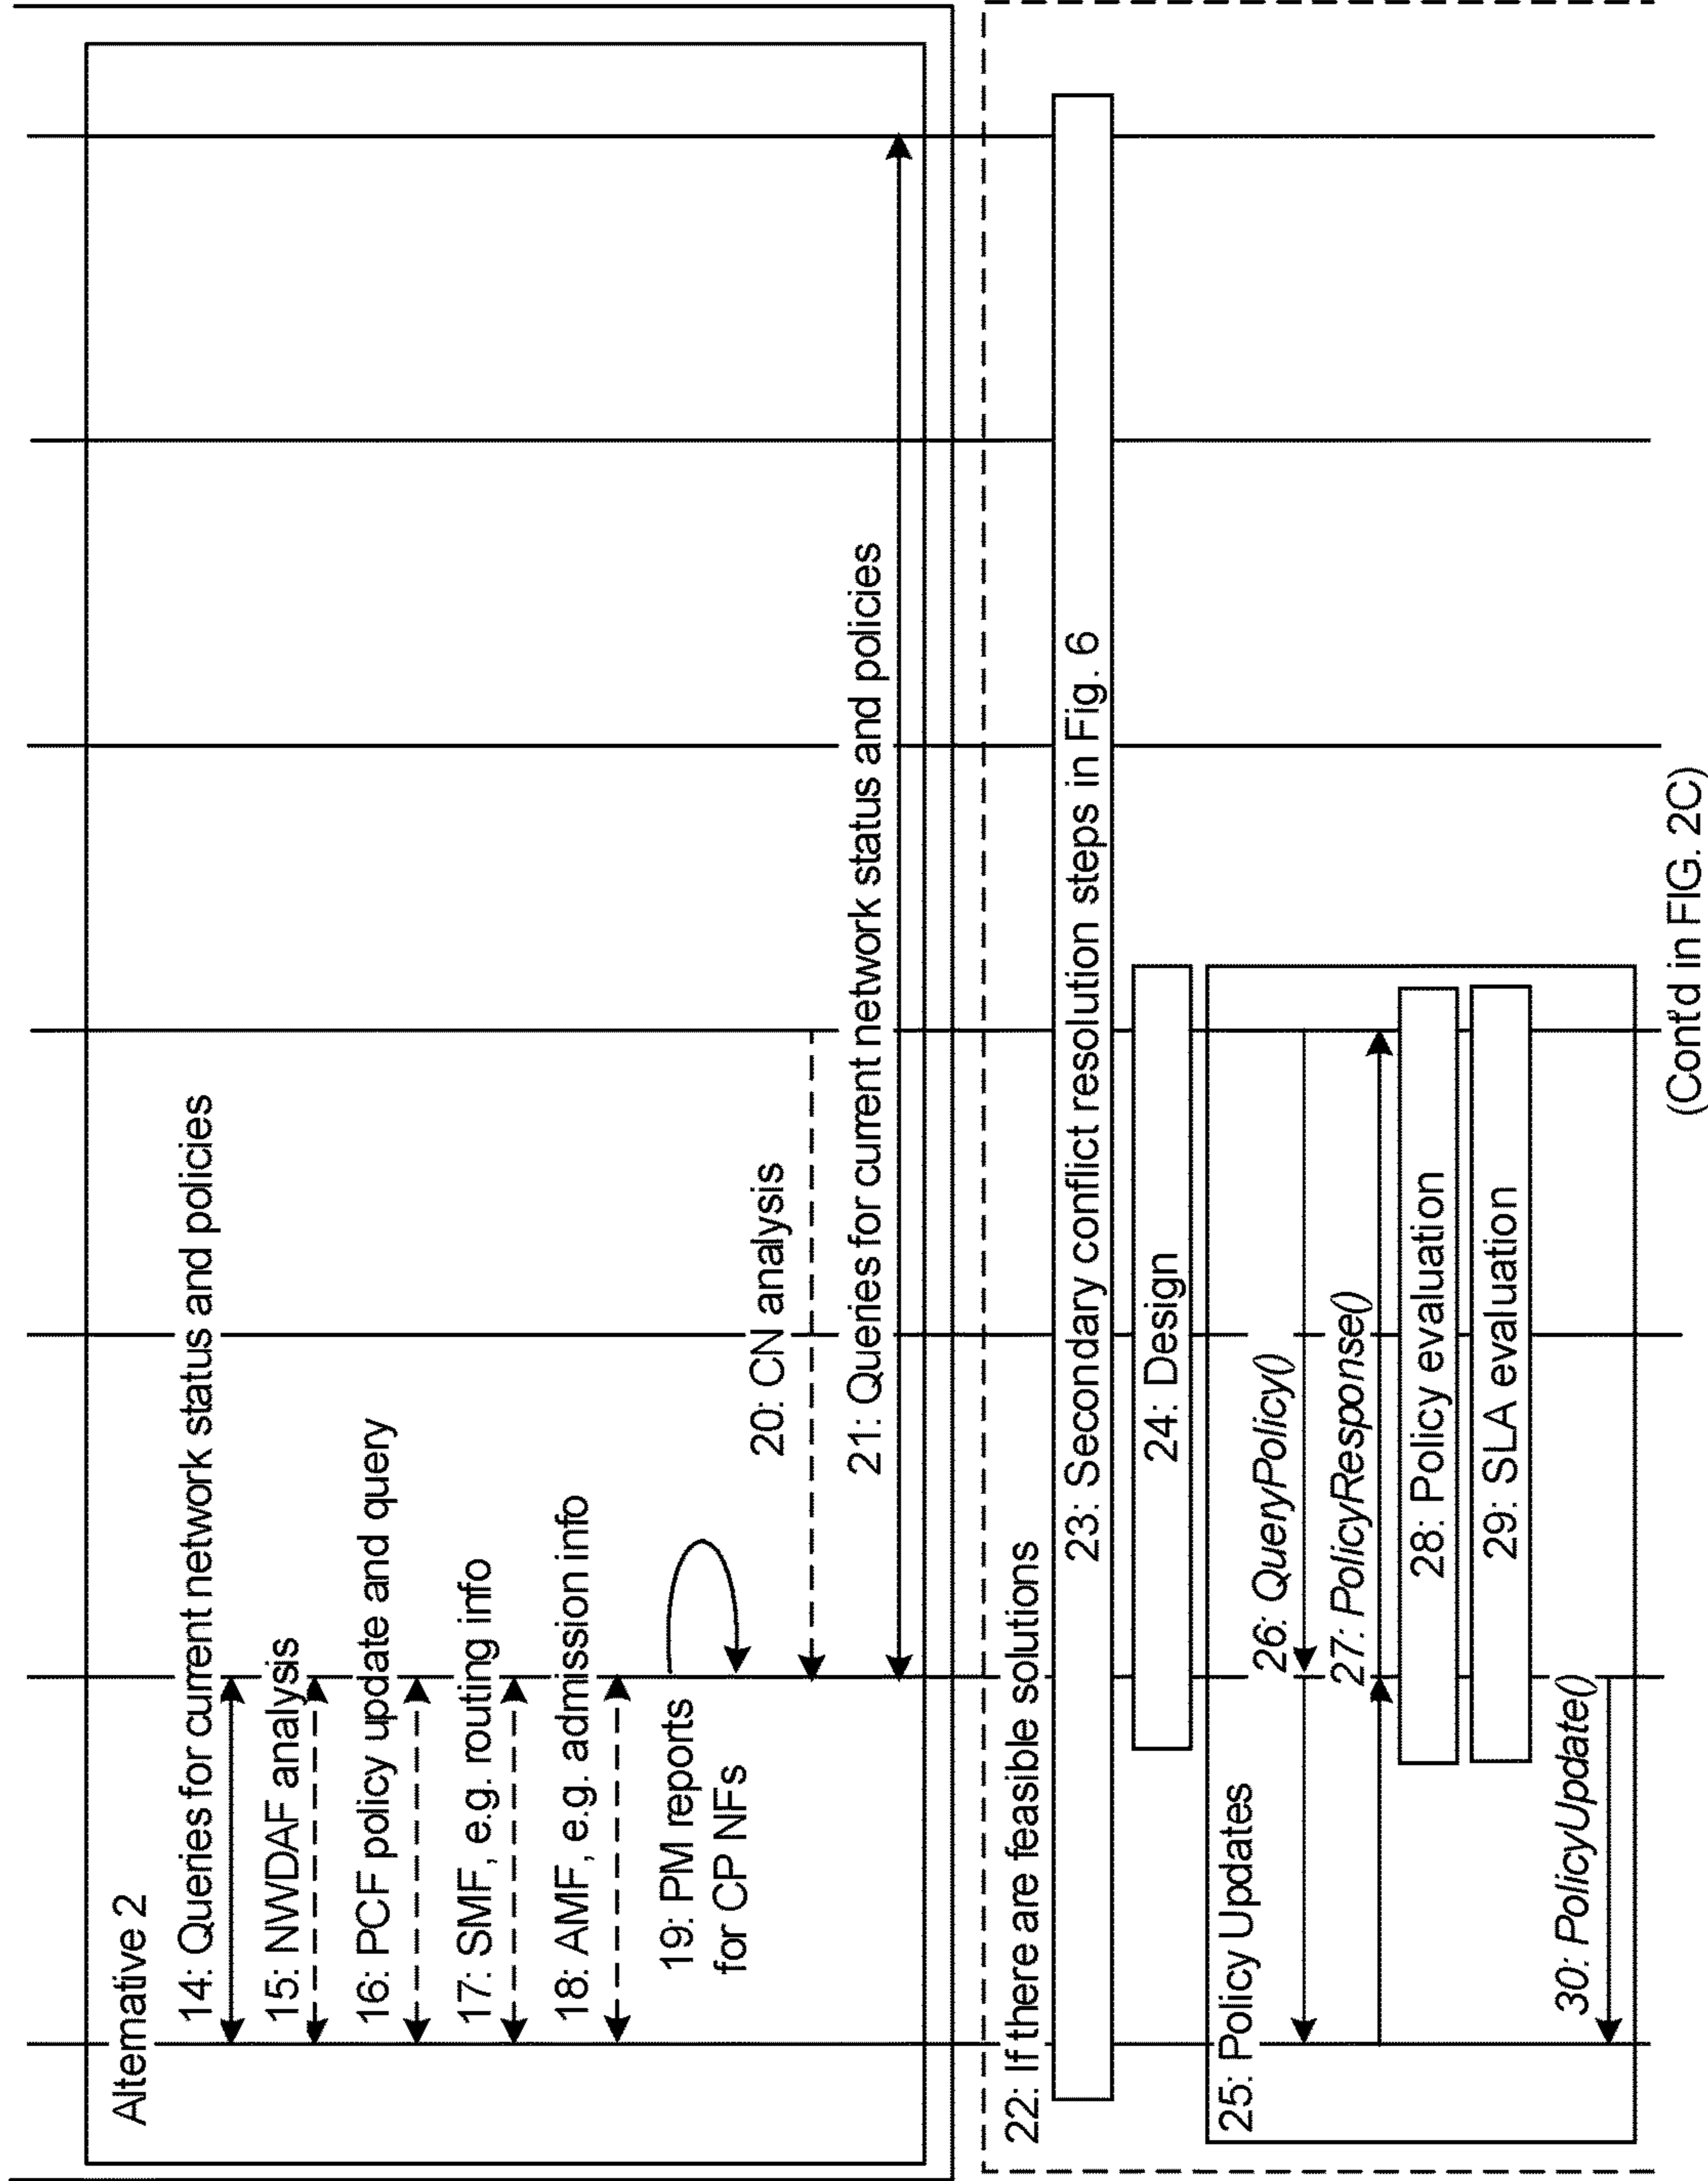 Alternative 2
14: Queries for current network status and policies
15: NWDAF analysis
16: PCF policy update and query
17: SMF, e.g. routing info
18: AMF, e.g. admission info
19: PM reports
for CP NFs
20: CN analysis
21: Queries for current network status and policies
22: If there are feasible solutions
23: Secondary conflict resolution steps in Fig. 6
24: Design
25: Policy Updates
26: QueryPolicy()
27: PolicyResponse()
28: Policy evaluation
29: SLA evaluation
30: PolicyUpdate()
(Cont'd in FIG. 2C)